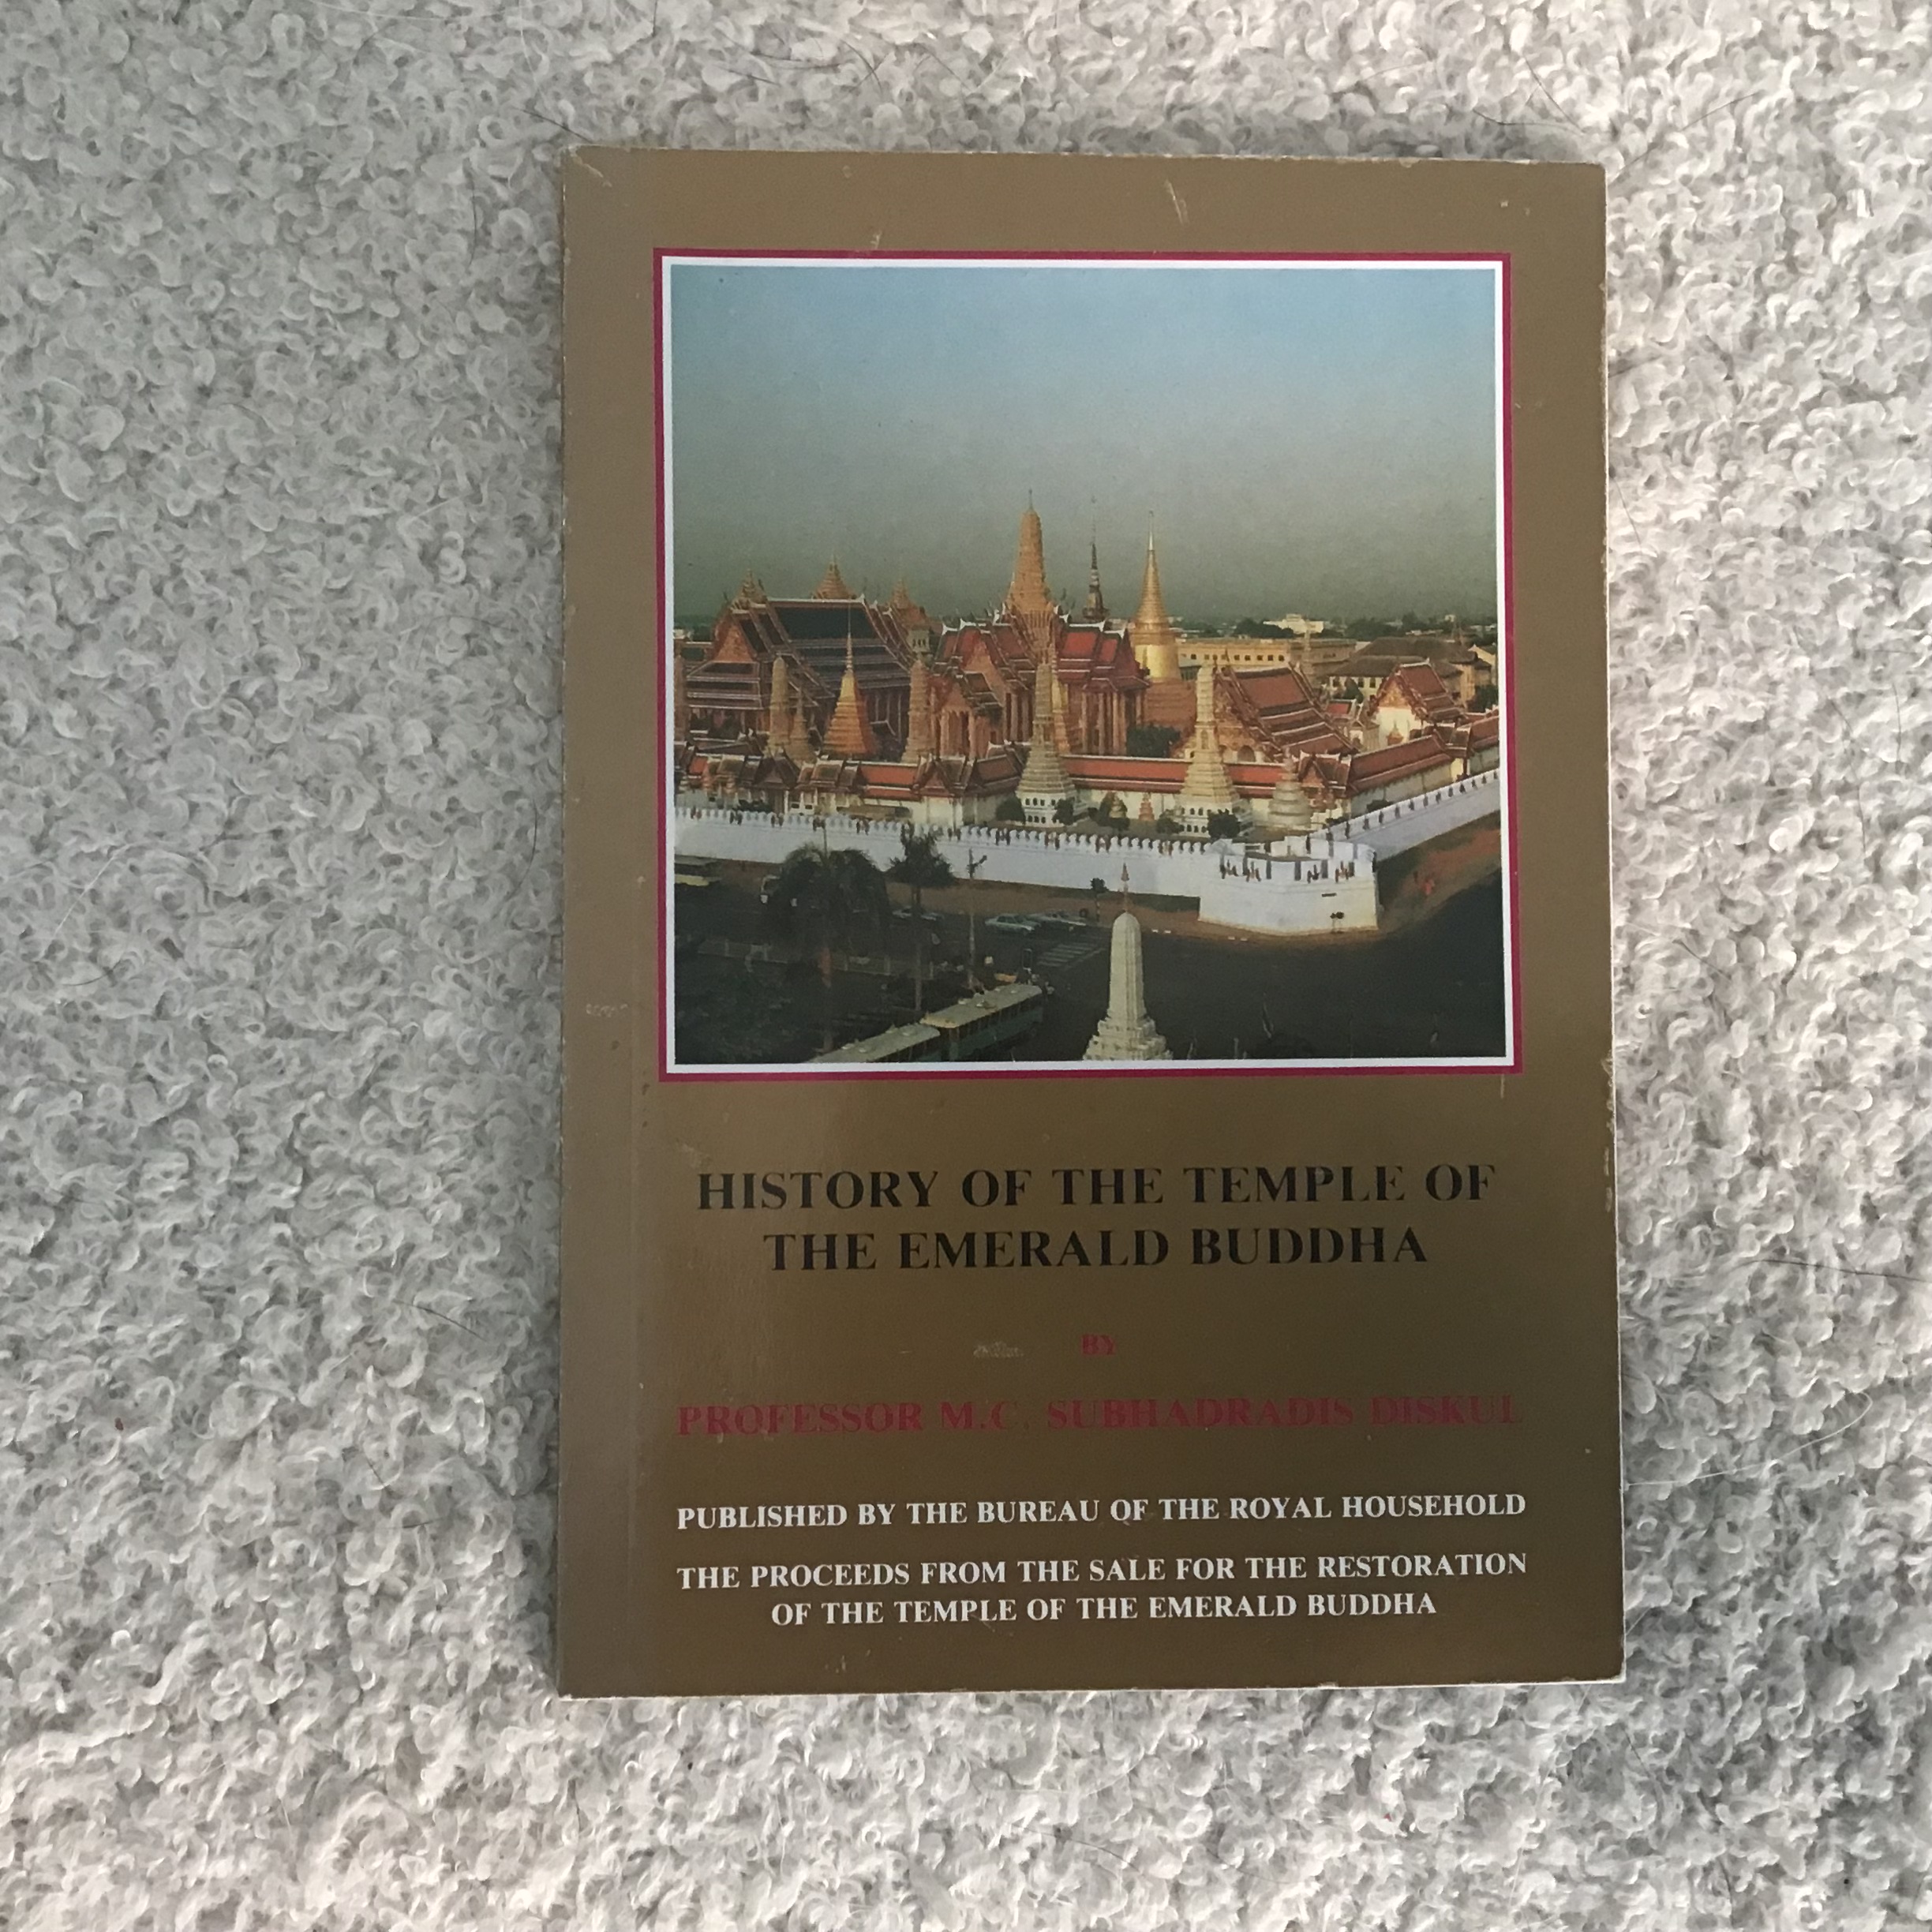 HISTORY OF THE TEMPLE OF
THE EMERALD BUDDHA
BY
PROFESSOR M.C. SUBHADRADIS DISKUL
PUBLISHED BY THE BUREAU OF THE ROYAL HOUSEHOLD
THE PROCEEDS FROM THE SALE FOR THE RESTORATION
OF THE TEMPLE OF THE EMERALD BUDDHA